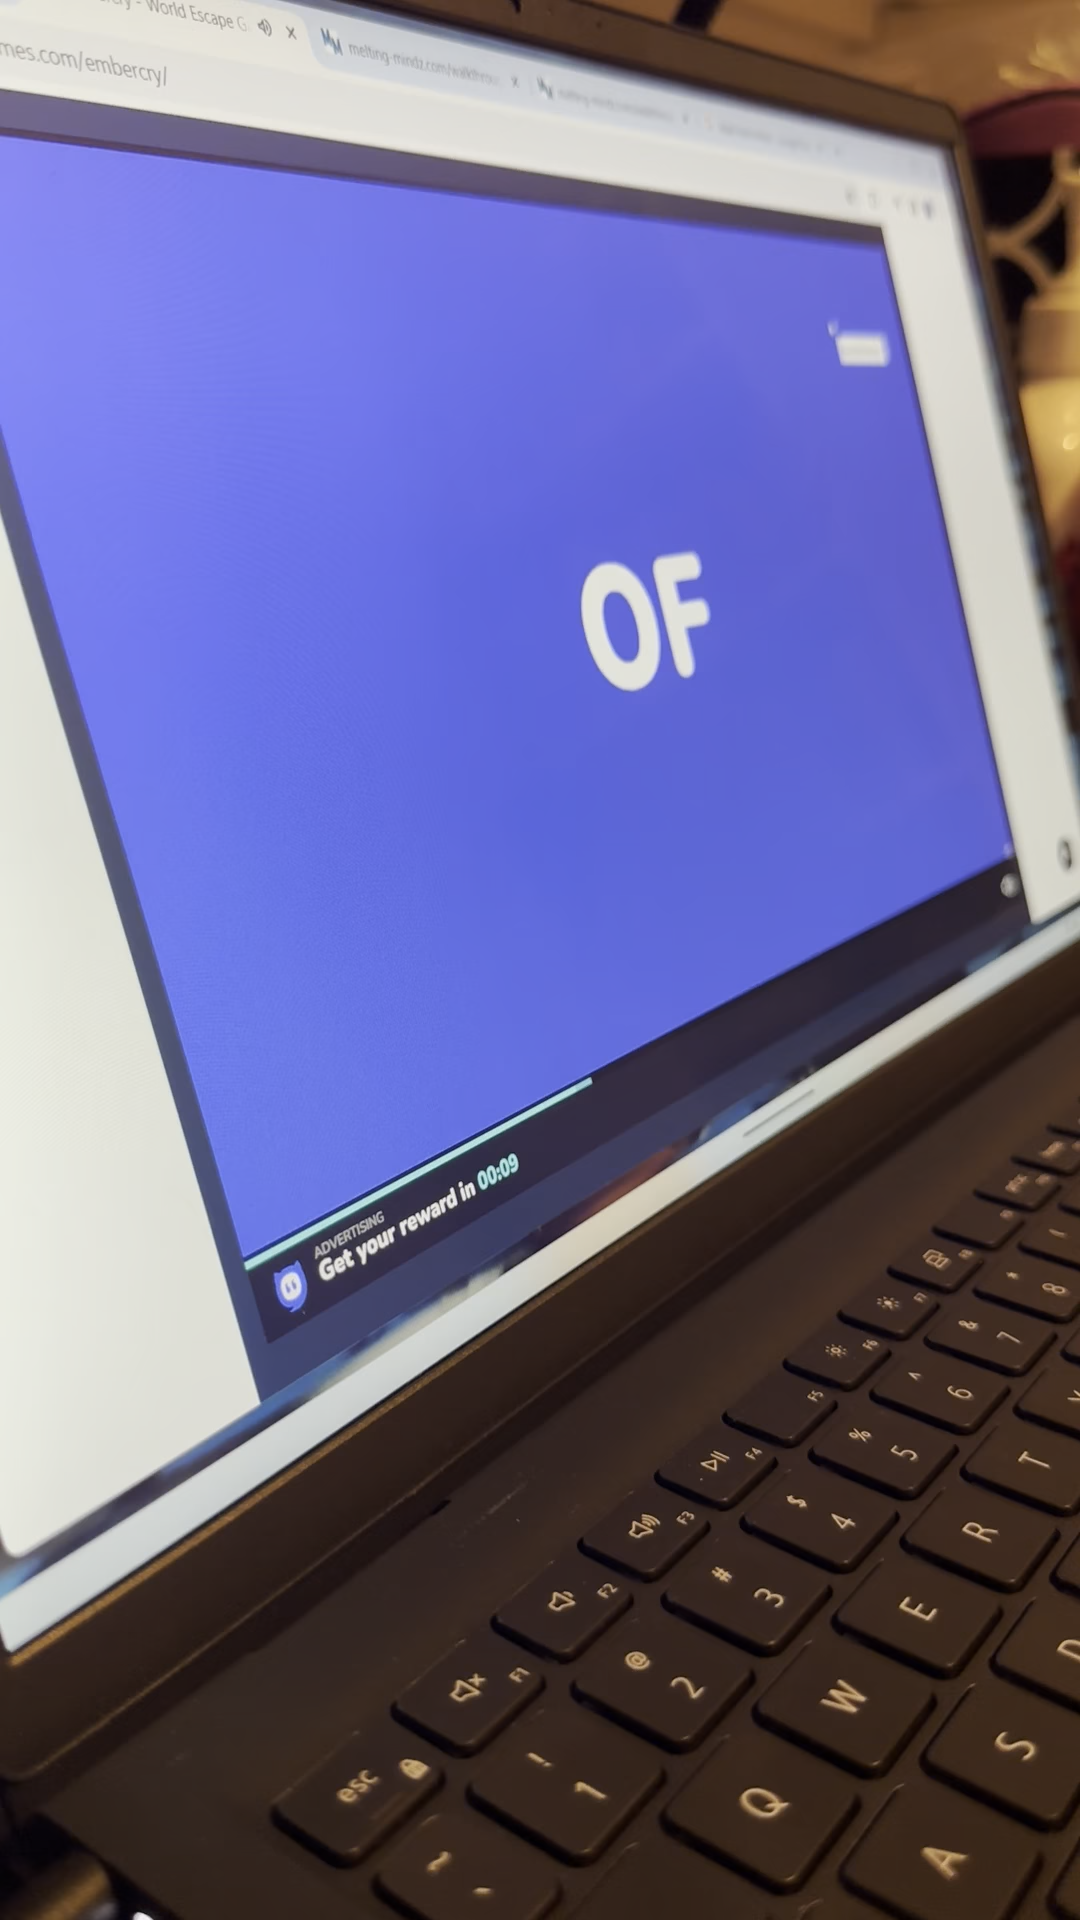 World Escape G
melting-mindz.com/walkthrou
mes.com/embercry/
OF
ADVERTISING
Get your reward in 00:09
esc
F1
F2
F3
F4
F5
F6
F7
~ `
! 1
@ 2
# 3
$ 4
% 5
^ 6
& 7
* 8
Q
W
E
R
T
A
S
D